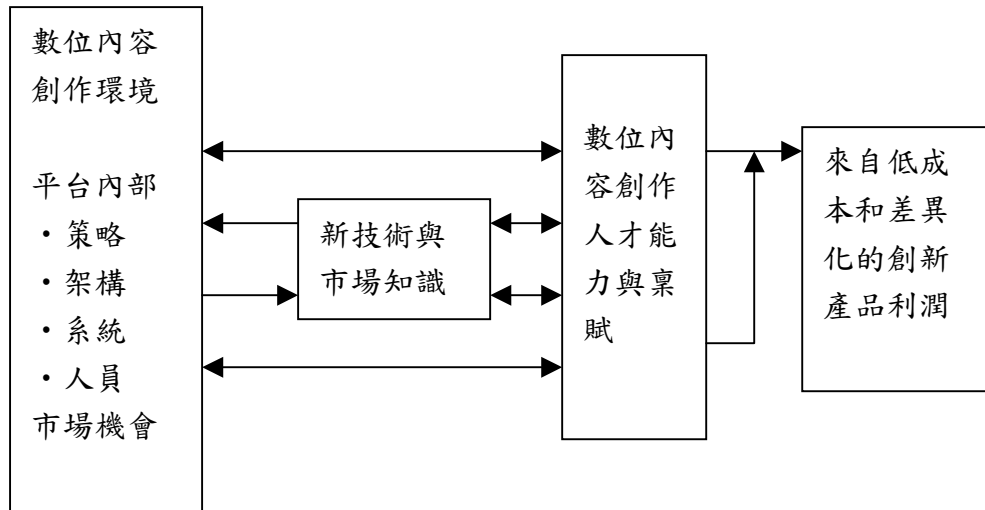 數位內容
創作環境
平台內部
・策略
・架構
・系統
・人員
市場機會
新技術與
市場知識
數位內
容創作
人才能
力與稟
賦
來自低成
本和差異
化的創新
產品利潤